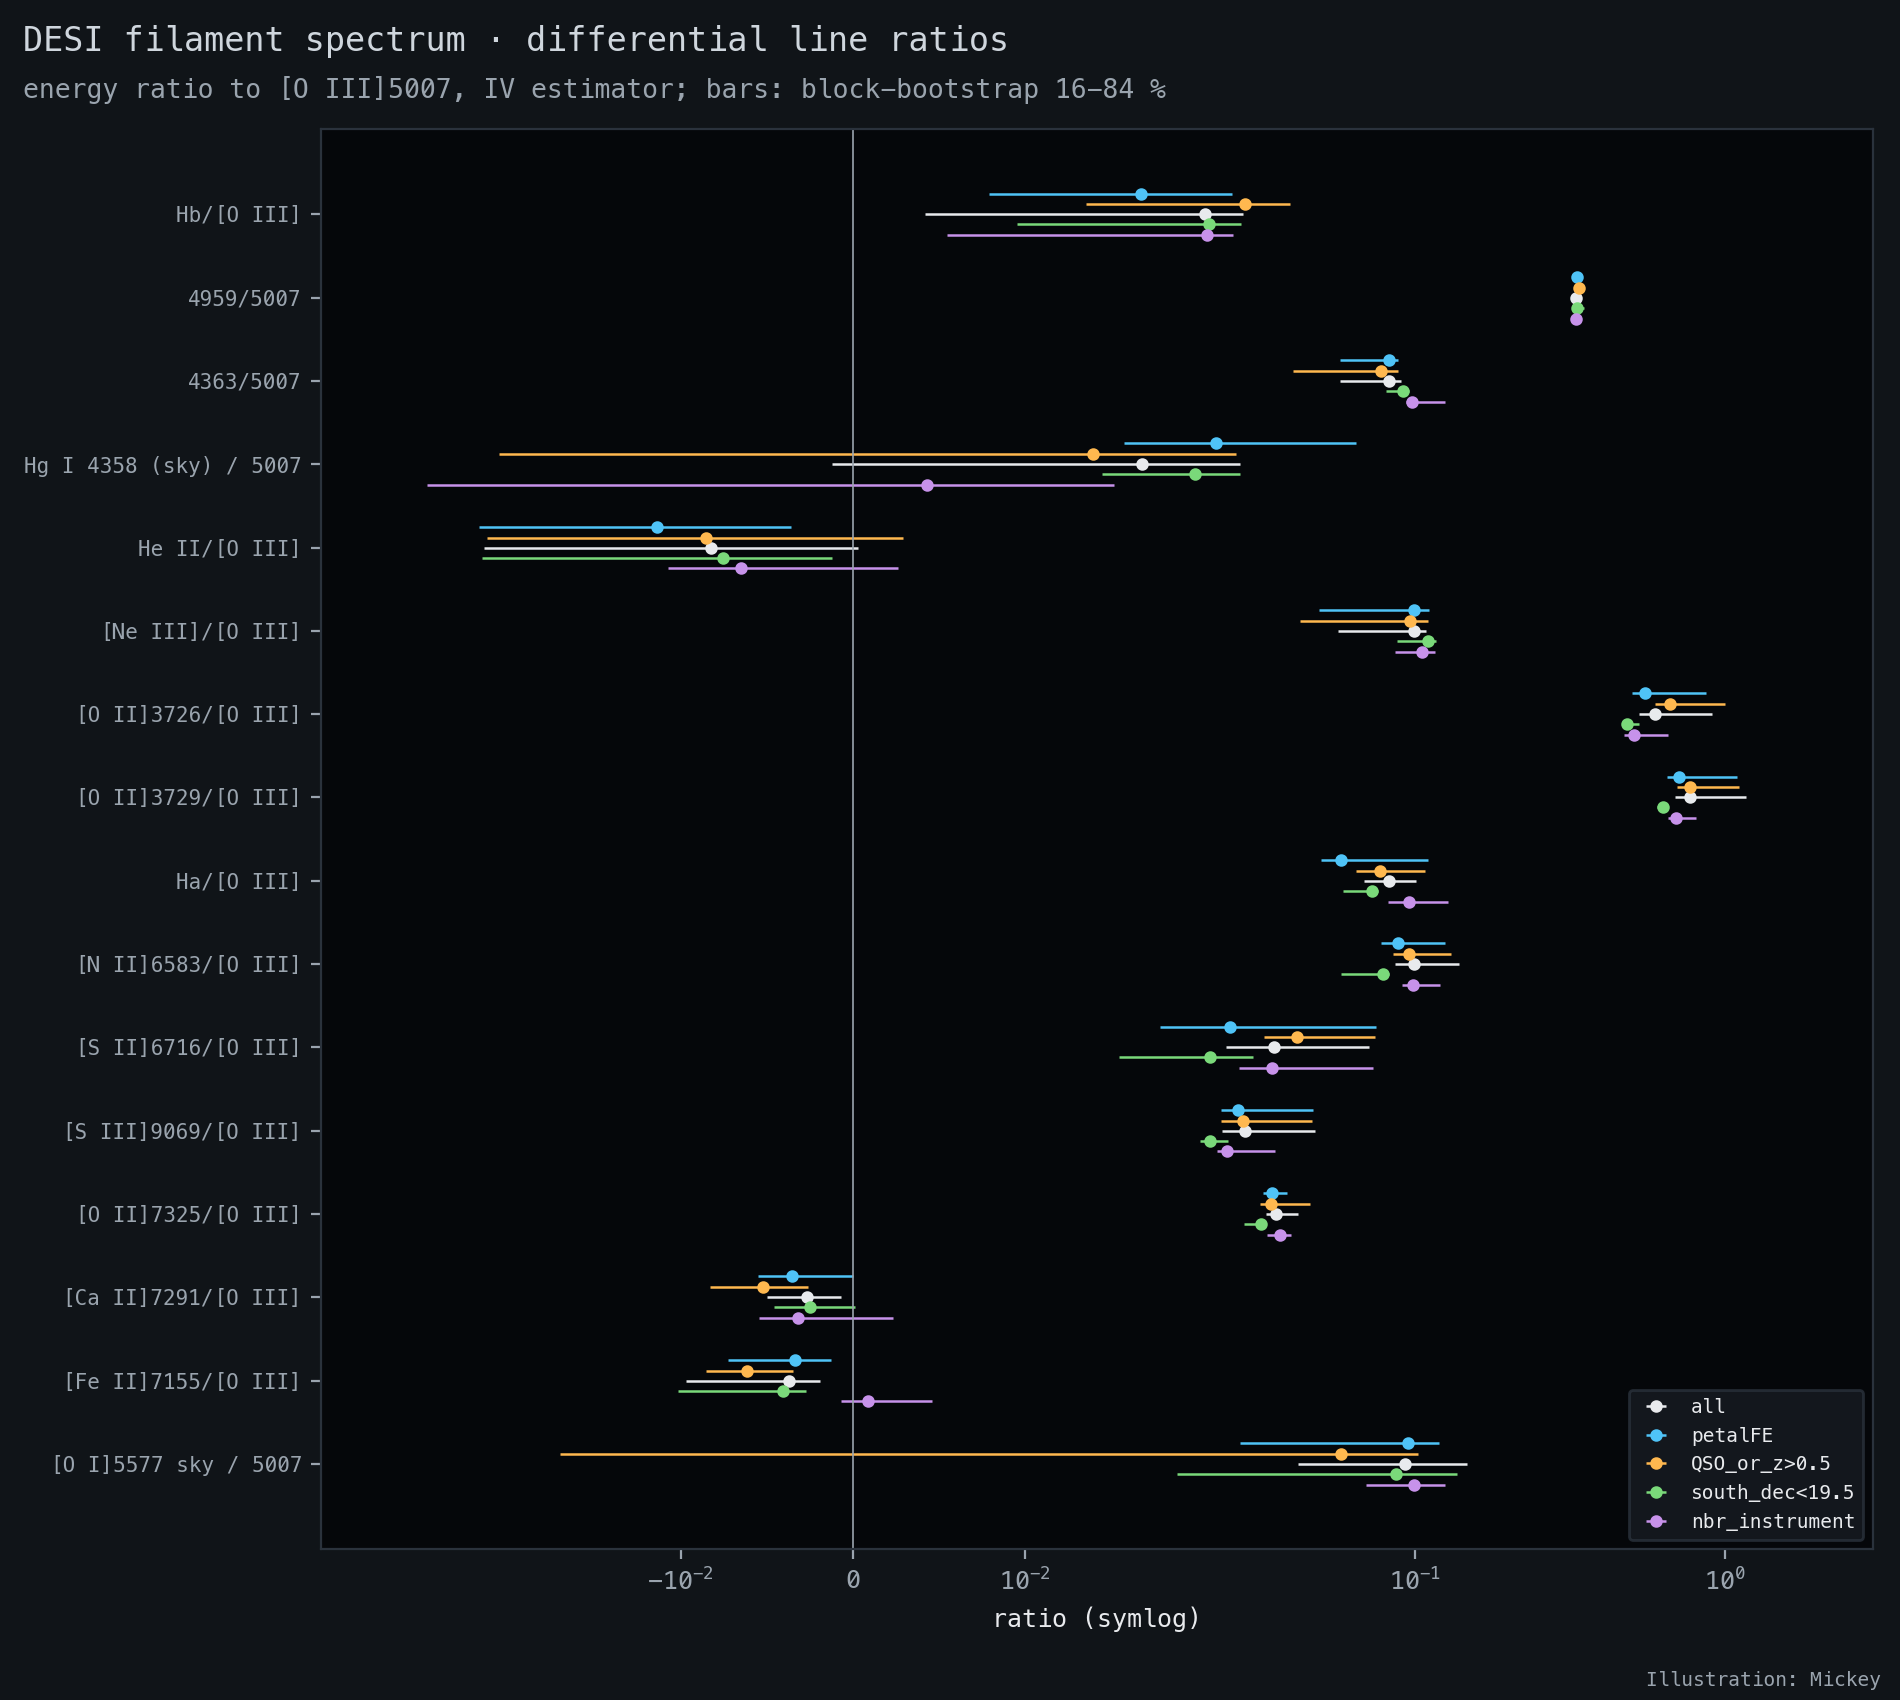 DESI filament spectrum · differential line ratios
energy ratio to [O III]5007, IV estimator; bars: block−bootstrap 16−84 %
Hb/[O III]
4959/5007
4363/5007
Hg I 4358 (sky) / 5007
He II/[O III]
[Ne III]/[O III]
[O II]3726/[O III]
[O II]3729/[O III]
Ha/[O III]
[N II]6583/[O III]
[S II]6716/[O III]
[S III]9069/[O III]
[O II]7325/[O III]
[Ca II]7291/[O III]
[Fe II]7155/[O III]
[O I]5577 sky / 5007
all
petalFE
QSO_or_z>0.5
south_dec<19.5
nbr_instrument
−10⁻² 0 10⁻² 10⁻¹ 10⁰
ratio (symlog)
Illustration: Mickey